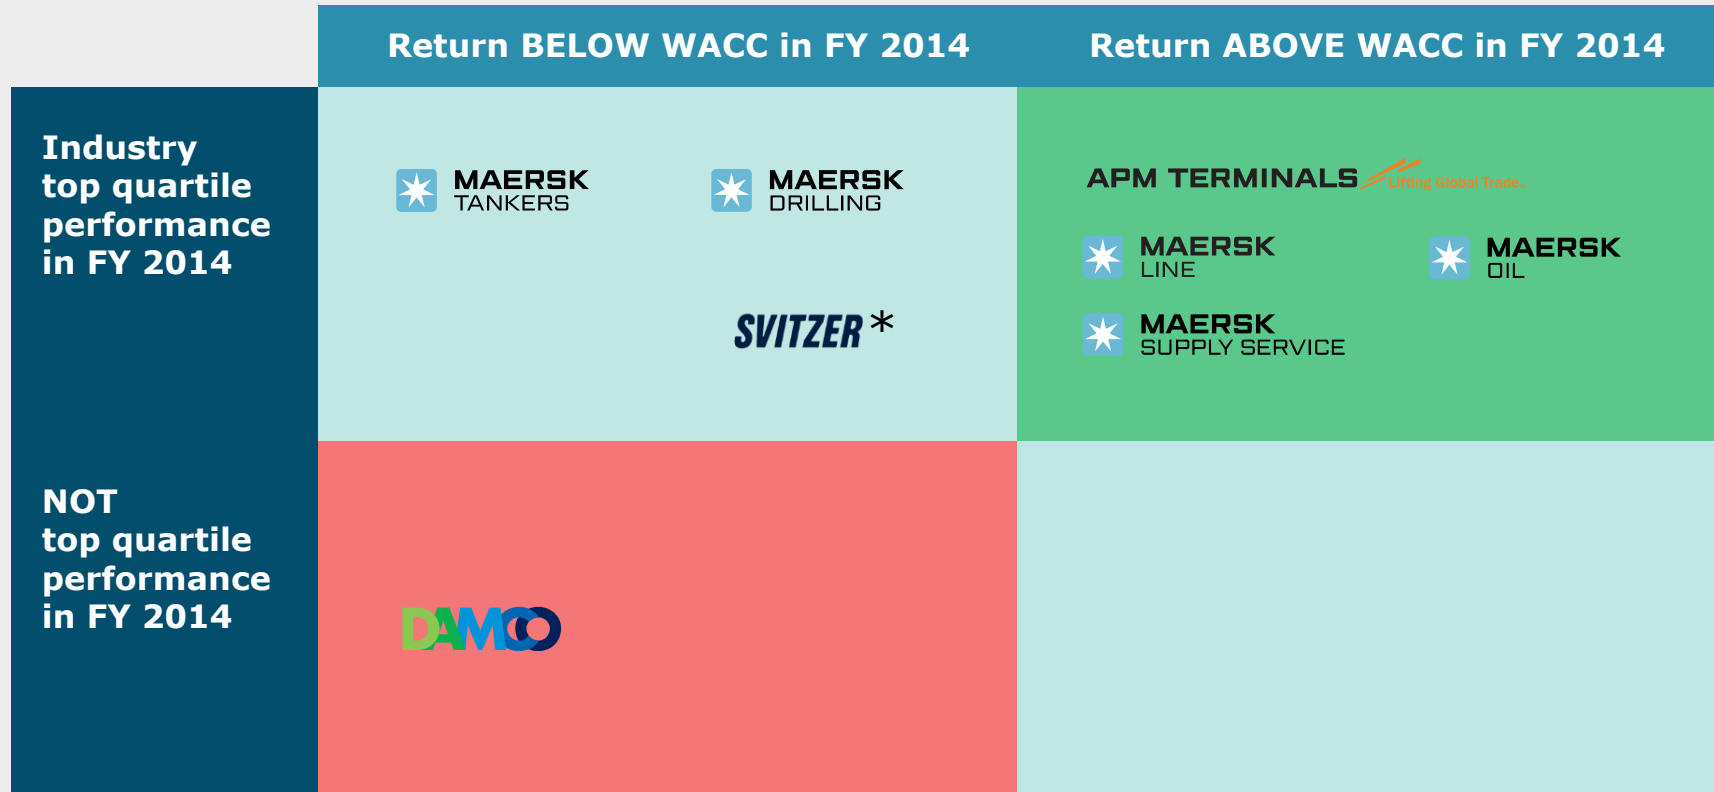 Return BELOW WACC in FY 2014
Return ABOVE WACC in FY 2014
Industry
top quartile
performance
in FY 2014
MAERSK
TANKERS
MAERSK
DRILLING
SVITZER *
APM TERMINALS Lifting Global Trade.
MAERSK
LINE
MAERSK
OIL
MAERSK
SUPPLY SERVICE
NOT
top quartile
performance
in FY 2014
DAMCO